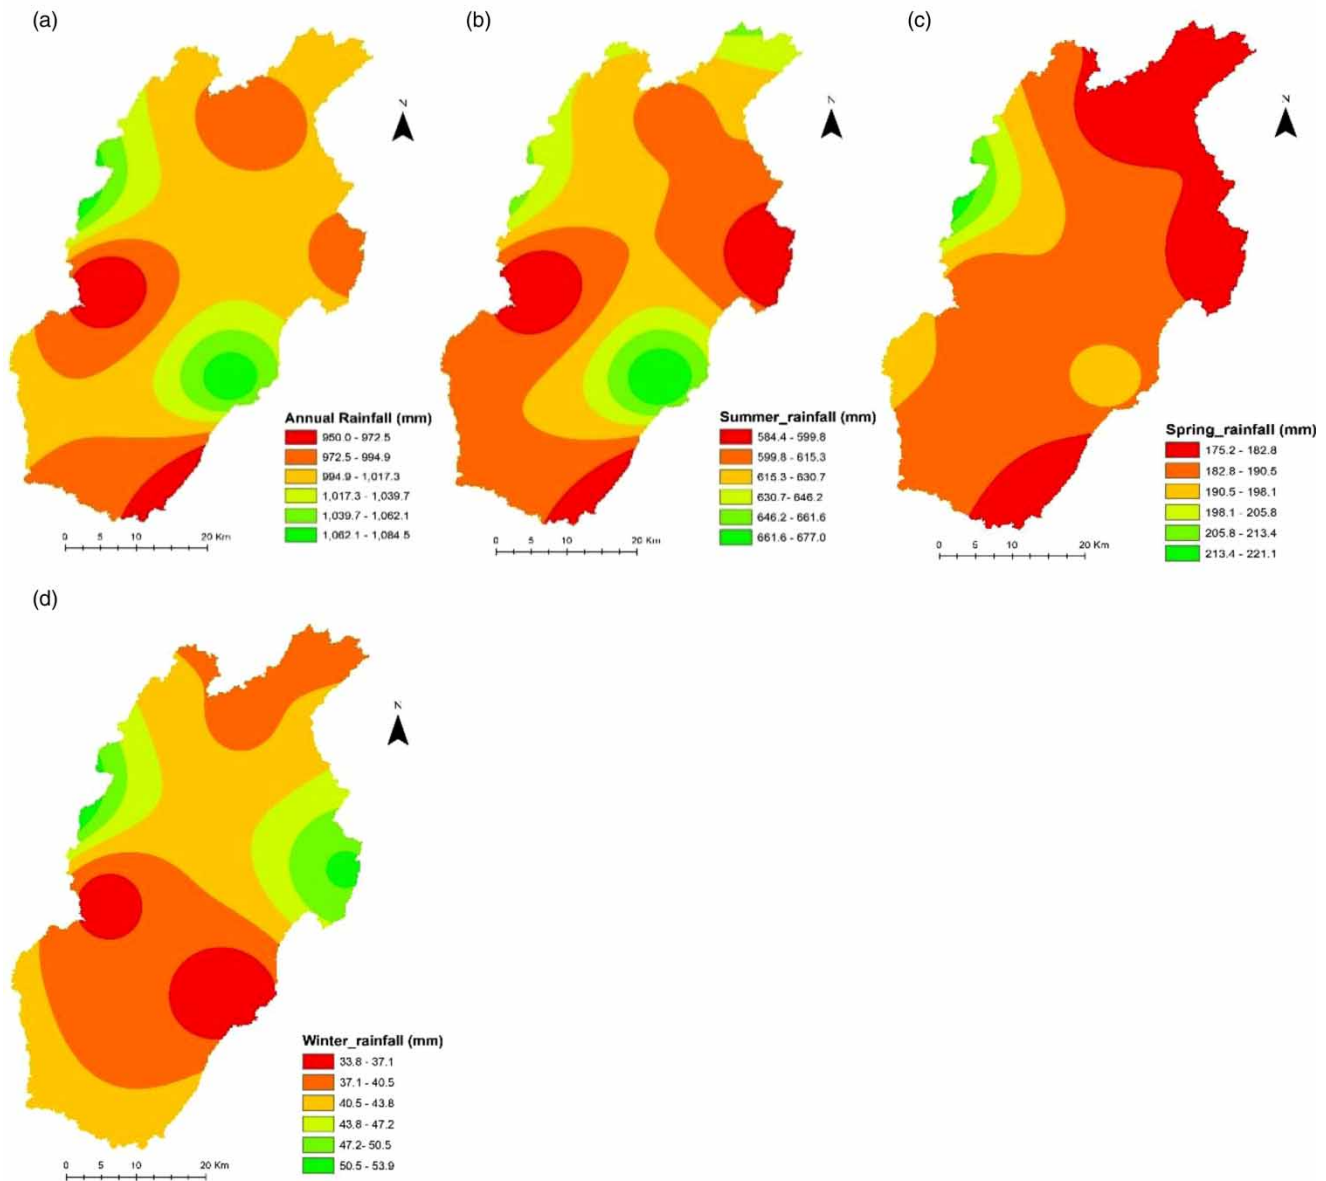 (a)
(b)
(c)
N
N
N
Annual Rainfall (mm)
950.0 - 972.5
972.5 - 994.9
994.9 - 1,017.3
1,017.3 - 1,039.7
1,039.7 - 1,062.1
1,062.1 - 1,084.5
0 5 10 20 Km
Summer_rainfall (mm)
584.4 - 599.8
599.8 - 615.3
615.3 - 630.7
630.7 - 646.2
646.2 - 661.6
661.6 - 677.0
0 5 10 20 Km
Spring_rainfall (mm)
175.2 - 182.8
182.8 - 190.5
190.5 - 198.1
198.1 - 205.8
205.8 - 213.4
213.4 - 221.1
0 5 10 20 Km
(d)
N
Winter_rainfall (mm)
33.8 - 37.1
37.1 - 40.5
40.5 - 43.8
43.8 - 47.2
47.2- 50.5
50.5 - 53.9
0 5 10 20 Km